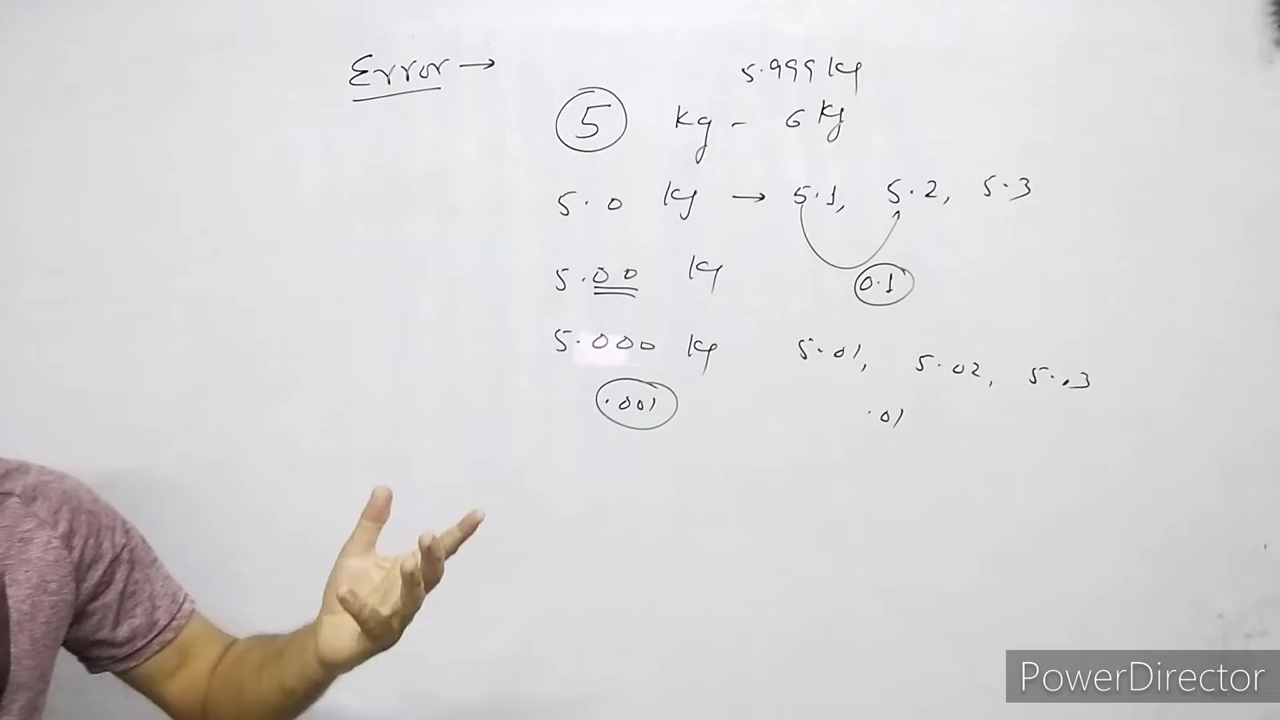 Error →
5.999 kg
5 kg - 6 kg
5.0 kg → 5.1, 5.2, 5.3
0.1
5.00 kg
5.000 kg 5.01, 5.02, 5..3
.001 .01
PowerDirector